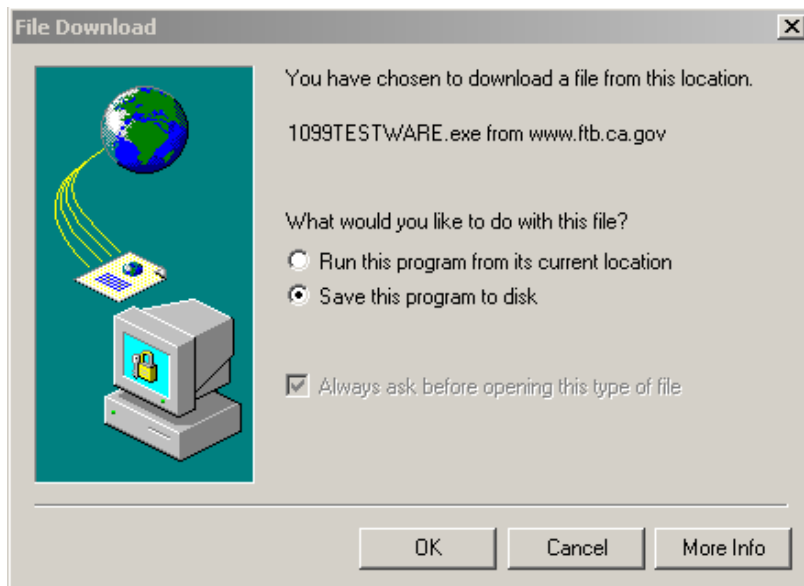 File Download
You have chosen to download a file from this location.
1099TESTWARE.exe from www.ftb.ca.gov
What would you like to do with this file?
Run this program from its current location
Save this program to disk
Always ask before opening this type of file
OK
Cancel
More Info